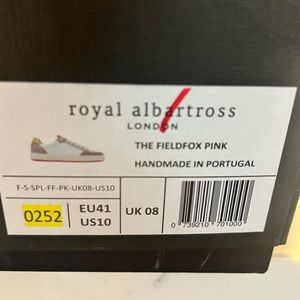 royal albartross
LONDON
THE FIELDFOX PINK
HANDMADE IN PORTUGAL
F-S-SPL-FF-PK-UK08-US10
0252
EU41
US10
UK 08
0 739210 701000